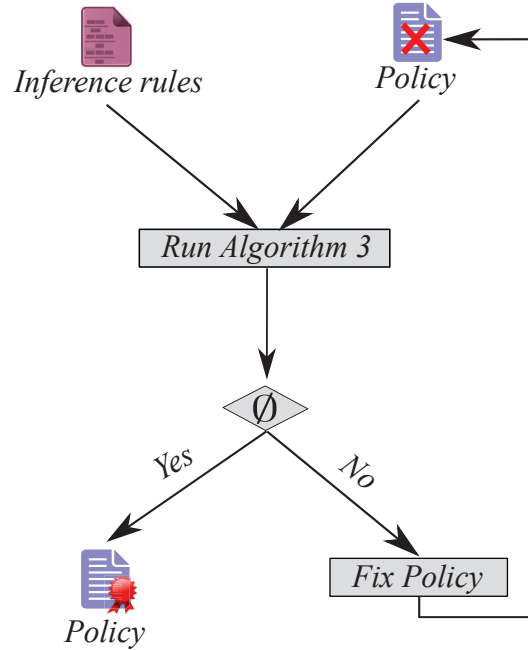 Inference rules
Policy
Run Algorithm 3
Ø
Yes
No
Policy
Fix Policy